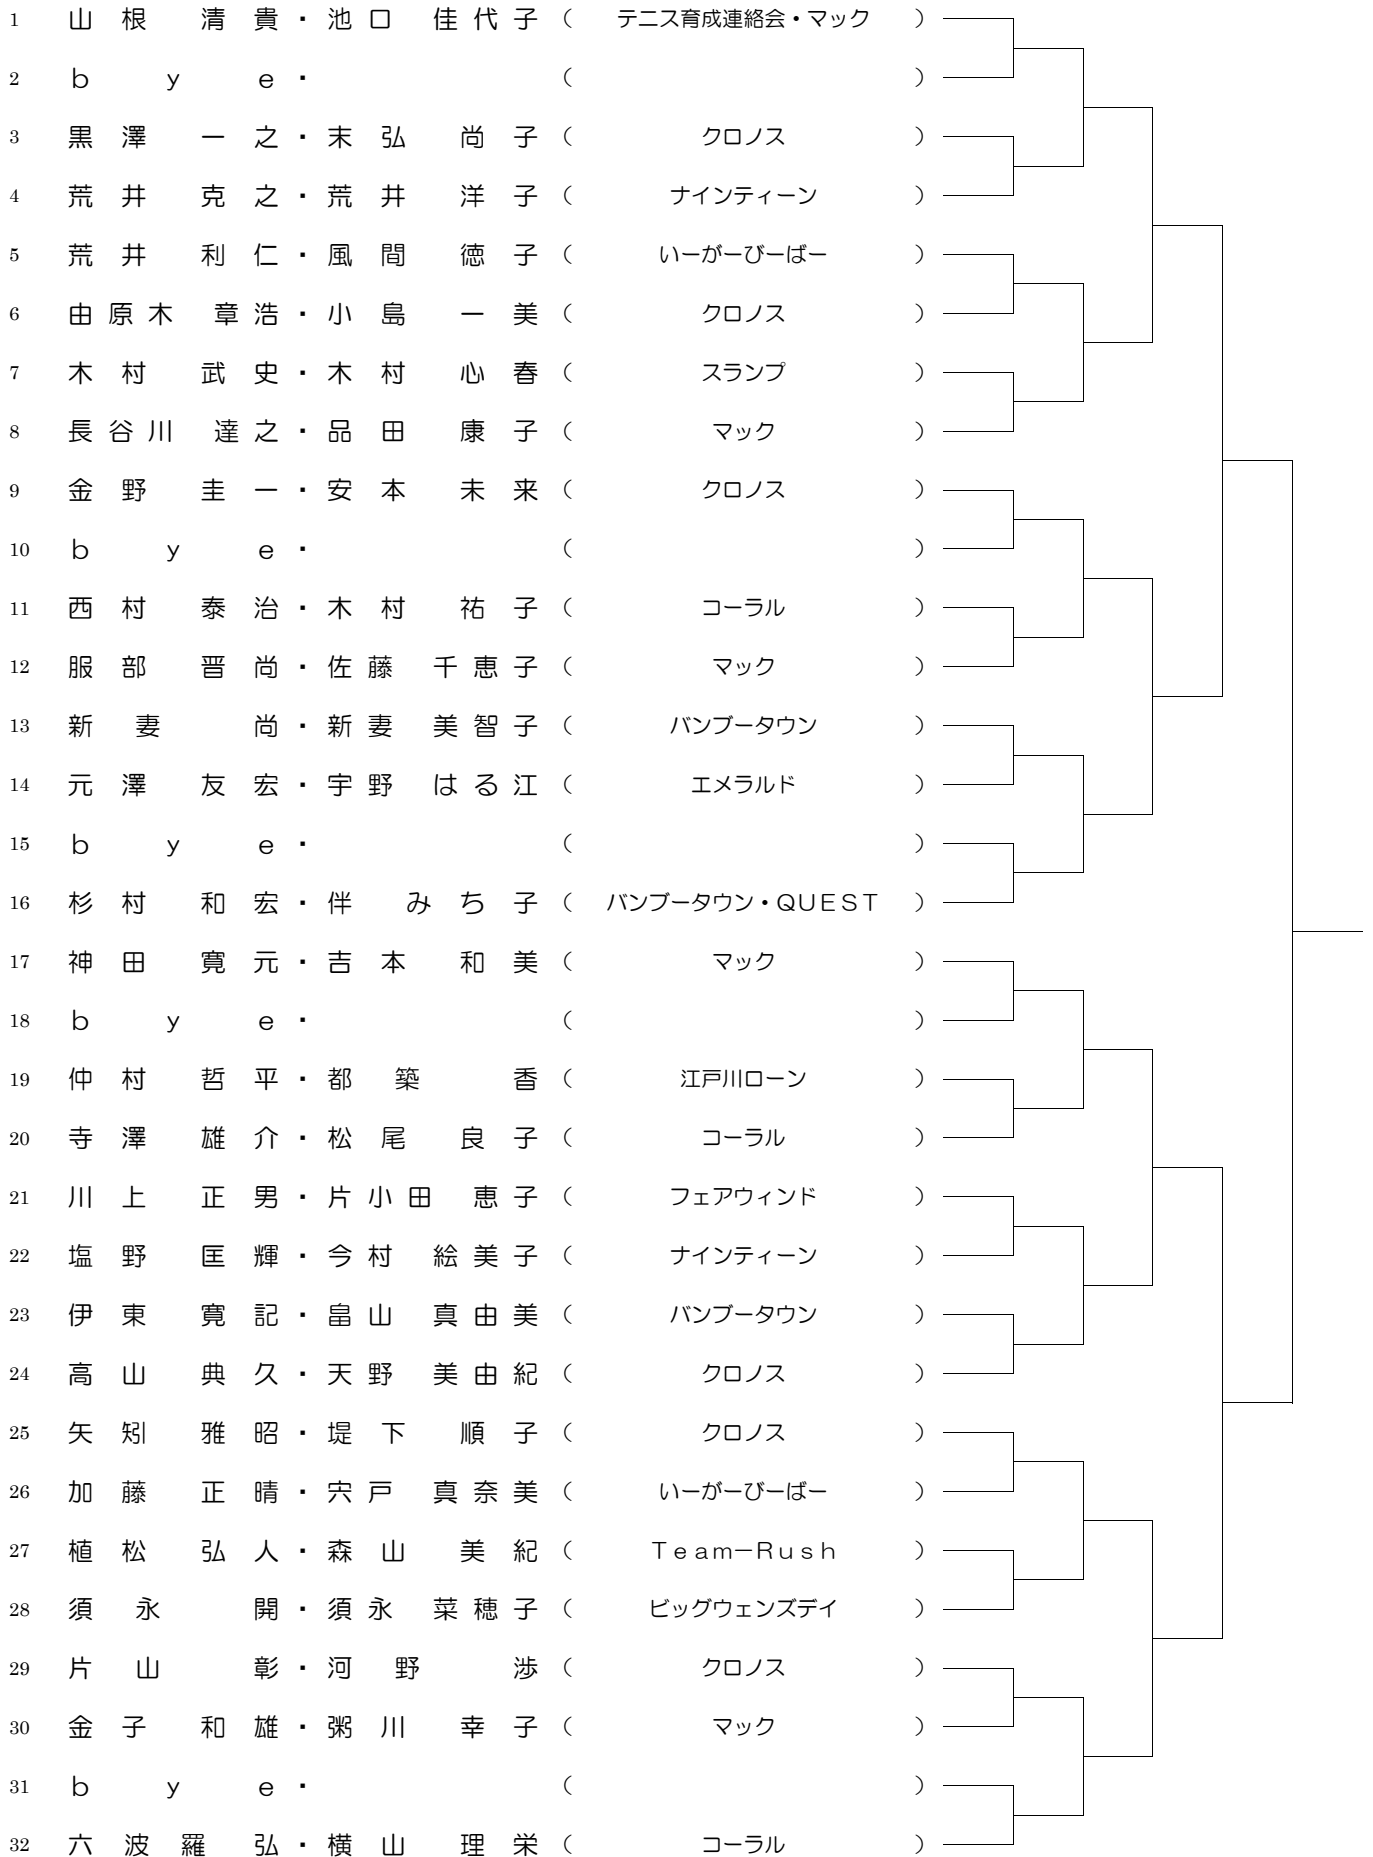 1 山根 清貴・池口 佳代子 ( テニス育成連絡会・マック )
2 bye・ ( )
3 黒澤 一之・末弘 尚子 ( クロノス )
4 荒井 克之・荒井 洋子 ( ナインティーン )
5 荒井 利仁・風間 徳子 ( いーがーびーばー )
6 由原木 章浩・小島 一美 ( クロノス )
7 木村 武史・木村 心春 ( スランプ )
8 長谷川 達之・品田 康子 ( マック )
9 金野 圭一・安本 未来 ( クロノス )
10 bye・ ( )
11 西村 泰治・木村 祐子 ( コーラル )
12 服部 晋尚・佐藤 千恵子 ( マック )
13 新妻 尚・新妻 美智子 ( バンブータウン )
14 元澤 友宏・宇野 はる江 ( エメラルド )
15 bye・ ( )
16 杉村 和宏・伴 みち子 ( バンブータウン・QUEST )
17 神田 寛元・吉本 和美 ( マック )
18 bye・ ( )
19 仲村 哲平・都築 香 ( 江戸川ローン )
20 寺澤 雄介・松尾 良子 ( コーラル )
21 川上 正男・片小田 恵子 ( フェアウィンド )
22 塩野 匡輝・今村 絵美子 ( ナインティーン )
23 伊東 寛記・畠山 真由美 ( バンブータウン )
24 高山 典久・天野 美由紀 ( クロノス )
25 矢矧 雅昭・堤下 順子 ( クロノス )
26 加藤 正晴・宍戸 真奈美 ( いーがーびーばー )
27 植松 弘人・森山 美紀 ( Team－Rush )
28 須永 開・須永 菜穂子 ( ビッグウェンズデイ )
29 片山 彰・河野 渉 ( クロノス )
30 金子 和雄・粥川 幸子 ( マック )
31 bye・ ( )
32 六波羅 弘・横山 理栄 ( コーラル )